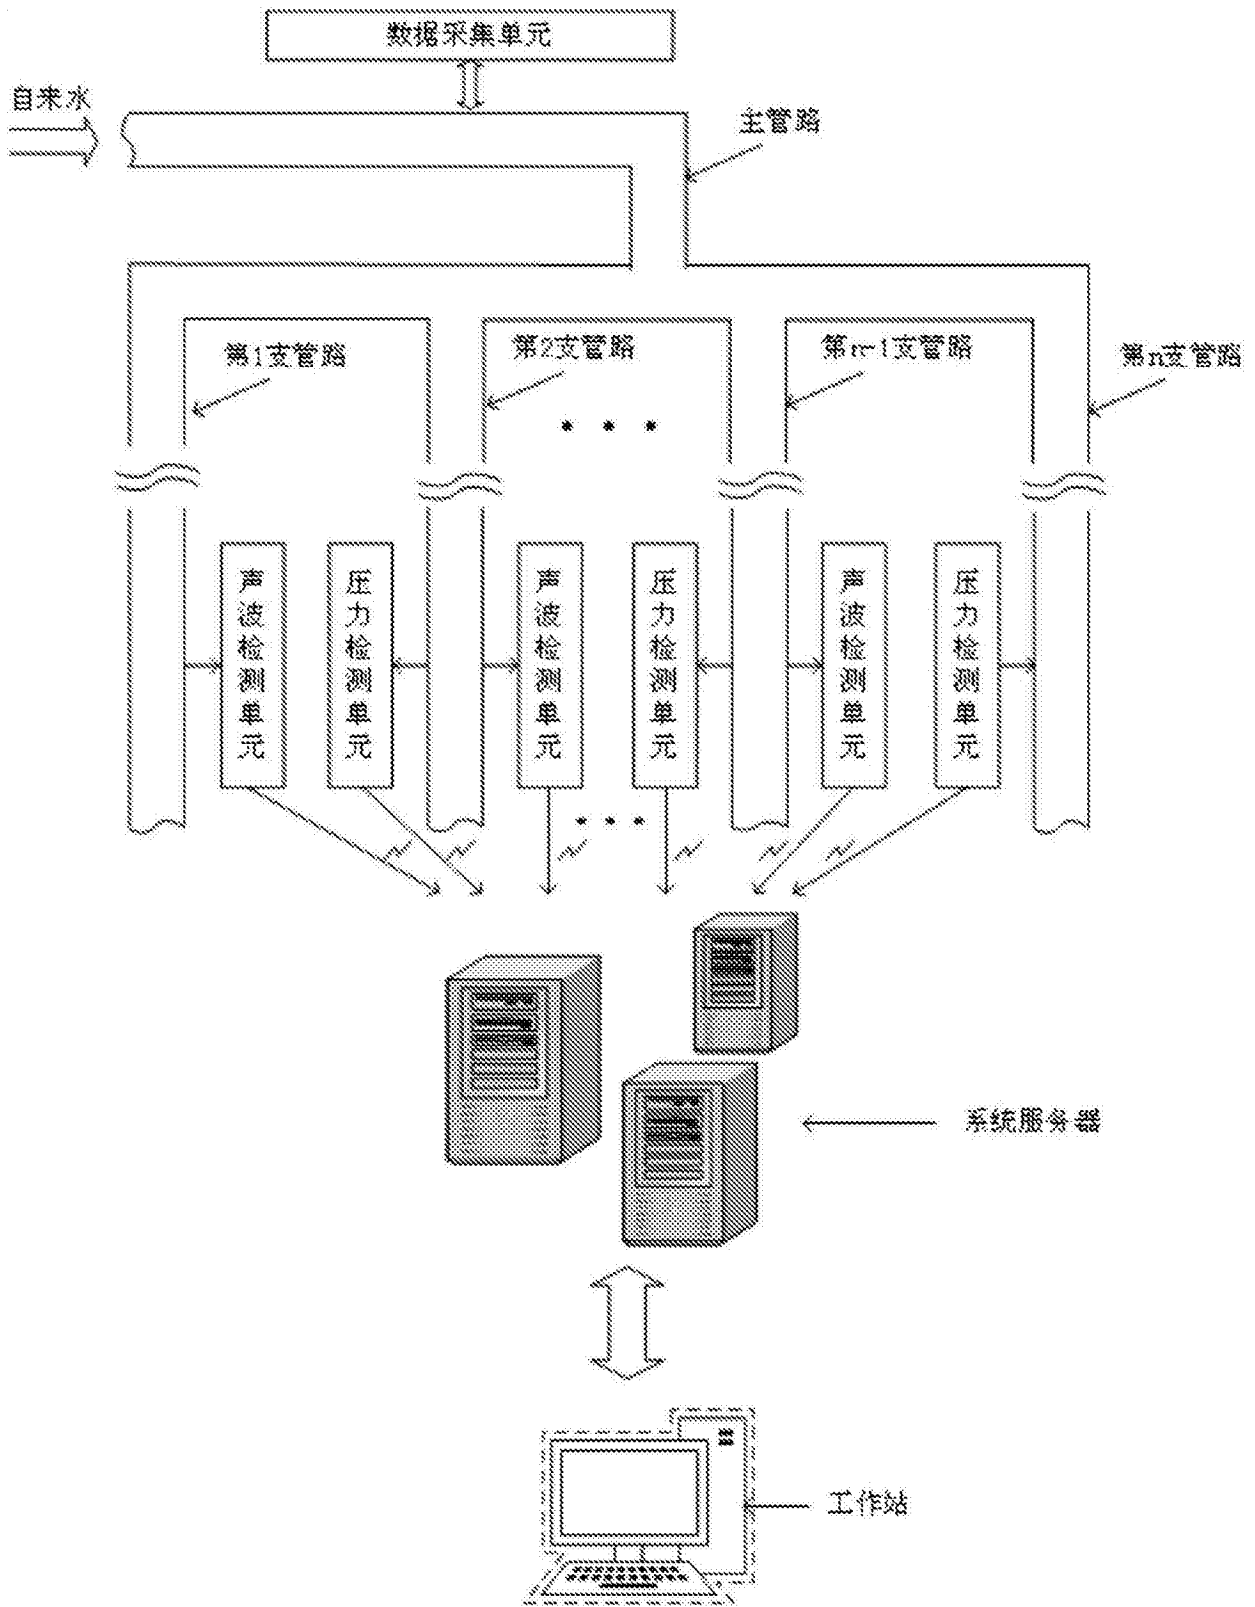 数据采集单元
自来水
主管路
第1支管路
第2支管路
第n-1支管路
第n支管路
声波检测单元
压力检测单元
声波检测单元
压力检测单元
声波检测单元
压力检测单元
系统服务器
工作站